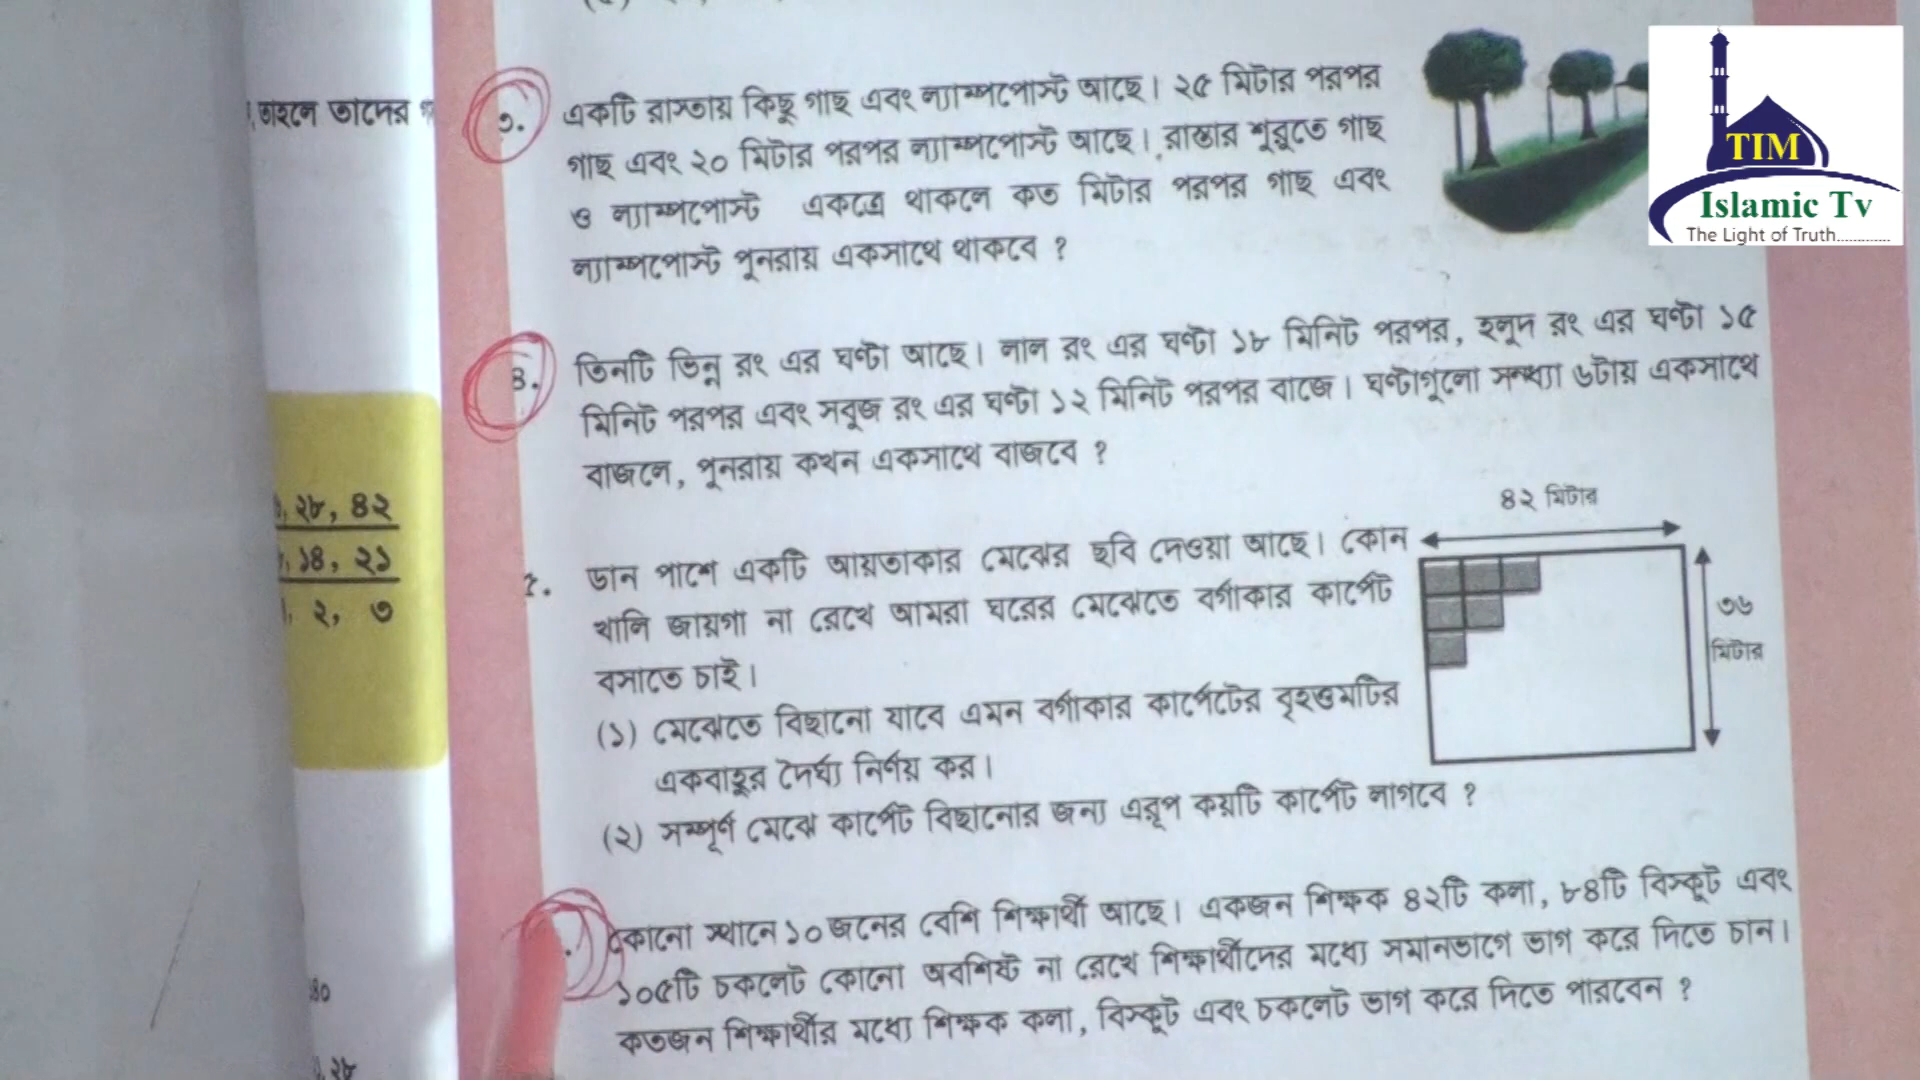 তাহলে তাদের
৩. একটি রাস্তায় কিছু গাছ এবং ল্যাম্পপোস্ট আছে। ২৫ মিটার পরপর
গাছ এবং ২০ মিটার পরপর ল্যাম্পপোস্ট আছে। রাস্তার শুরুতে গাছ
ও ল্যাম্পপোস্ট একত্রে থাকলে কত মিটার পরপর গাছ এবং
ল্যাম্পপোস্ট পুনরায় একসাথে থাকবে ?
TIM
Islamic Tv
The Light of Truth.............
৪. তিনটি ভিন্ন রং এর ঘণ্টা আছে। লাল রং এর ঘণ্টা ১৮ মিনিট পরপর, হলুদ রং এর ঘণ্টা ১৫
মিনিট পরপর এবং সবুজ রং এর ঘণ্টা ১২ মিনিট পরপর বাজে। ঘণ্টাগুলো সন্ধ্যা ৬টায় একসাথে
বাজলে, পুনরায় কখন একসাথে বাজবে ?
, ২৮, ৪২
, ১৪, ২১
, ২, ৩
ডান পাশে একটি আয়তাকার মেঝের ছবি দেওয়া আছে। কোন
খালি জায়গা না রেখে আমরা ঘরের মেঝেতে বর্গাকার কার্পেট
বসাতে চাই।
(১) মেঝেতে বিছানো যাবে এমন বর্গাকার কার্পেটের বৃহত্তমটির
একবাহুর দৈর্ঘ্য নির্ণয় কর।
(২) সম্পূর্ণ মেঝে কার্পেট বিছানোর জন্য এরূপ কয়টি কার্পেট লাগবে ?
৪২ মিটার
৩৬
মিটার
কোনো স্থানে ১০ জনের বেশি শিক্ষার্থী আছে। একজন শিক্ষক ৪২টি কলা, ৮৪টি বিস্কুট এবং
১০৫টি চকলেট কোনো অবশিষ্ট না রেখে শিক্ষার্থীদের মধ্যে সমানভাগে ভাগ করে দিতে চান।
কতজন শিক্ষার্থীর মধ্যে শিক্ষক কলা, বিস্কুট এবং চকলেট ভাগ করে দিতে পারবেন ?